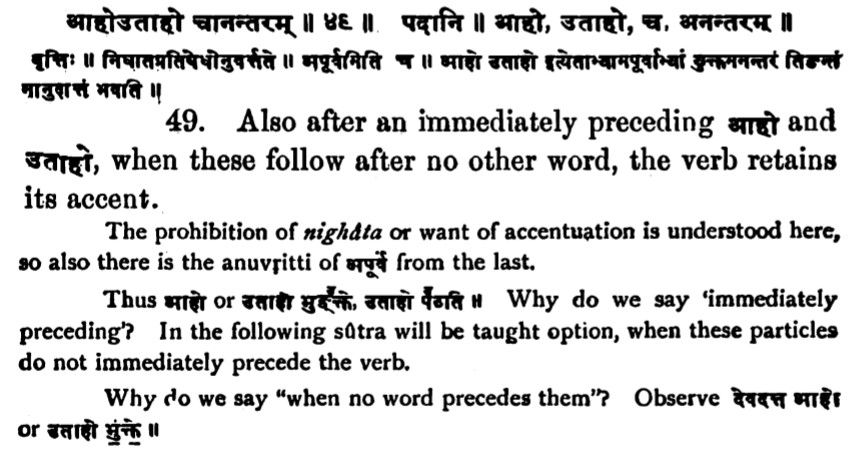 आहोउताहो चानन्तरम् ॥ ४९ ॥ पदानि ॥ आहो, उताहो, च, अनन्तरम् ॥
वृत्तिः ॥ निघातप्रतिषेधोनुवर्त्तते ॥ अपूर्वमिति च ॥ आहो उताहो इत्येताभ्यामपूर्वाभ्यां युक्तमनन्तरं तिङन्तं
नानुदात्तं भवति ॥
49. Also after an immediately preceding आहो and
उताहो, when these follow after no other word, the verb retains
its accent.
The prohibition of nighâta or want of accentuation is understood here,
so also there is the anuvṛitti of अपूर्वं from the last.
Thus आहो or उताहो भुङ्क्ते, उताहो पठति ॥ Why do we say 'immediately
preceding'? In the following sûtra will be taught option, when these particles
do not immediately precede the verb.
Why do we say "when no word precedes them"? Observe देवदत्त आहो
or उताहो भुंक्ते ॥